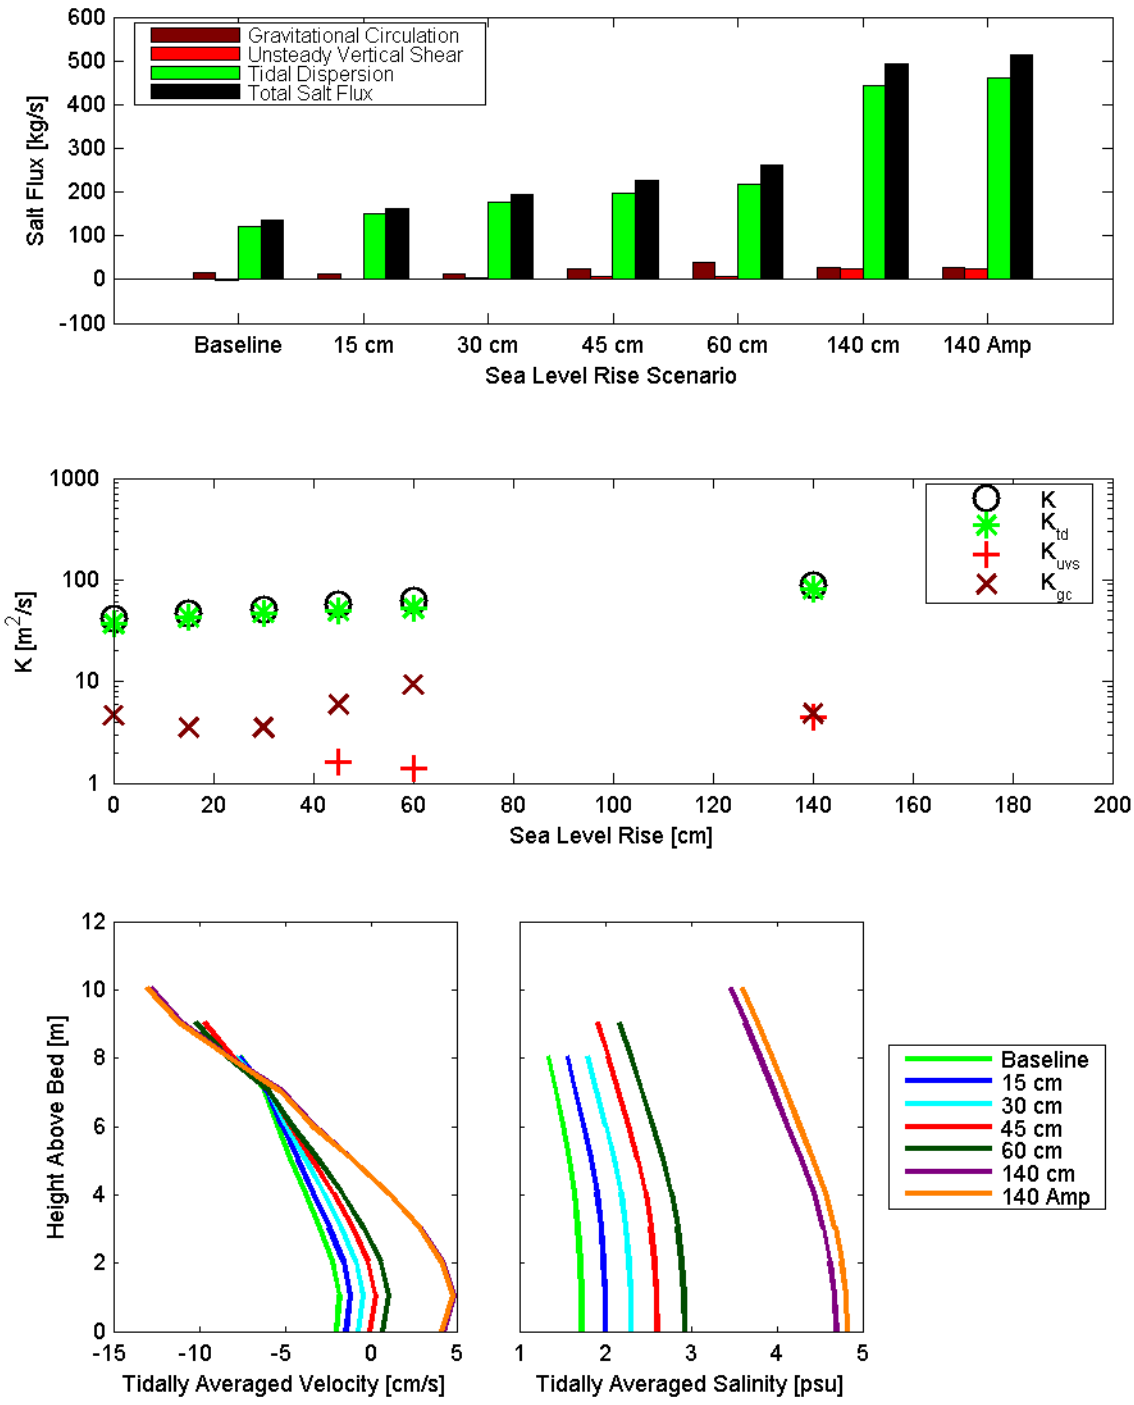 600
500
400
300
200
100
0
-100
Salt Flux [kg/s]
Gravitational Circulation
Unsteady Vertical Shear
Tidal Dispersion
Total Salt Flux
Baseline 15 cm 30 cm 45 cm 60 cm 140 cm 140 Amp
Sea Level Rise Scenario
1000
100
10
1
K [m²/s]
K
K_td
K_uvs
K_gc
0 20 40 60 80 100 120 140 160 180 200
Sea Level Rise [cm]
12
10
8
6
4
2
0
Height Above Bed [m]
-15 -10 -5 0 5
Tidally Averaged Velocity [cm/s]
1 2 3 4 5
Tidally Averaged Salinity [psu]
Baseline
15 cm
30 cm
45 cm
60 cm
140 cm
140 Amp